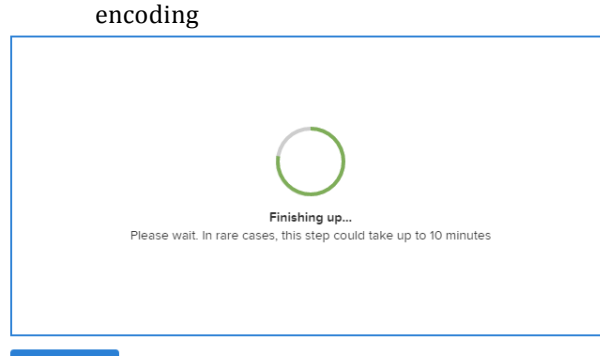 encoding
Finishing up...
Please wait. In rare cases, this step could take up to 10 minutes